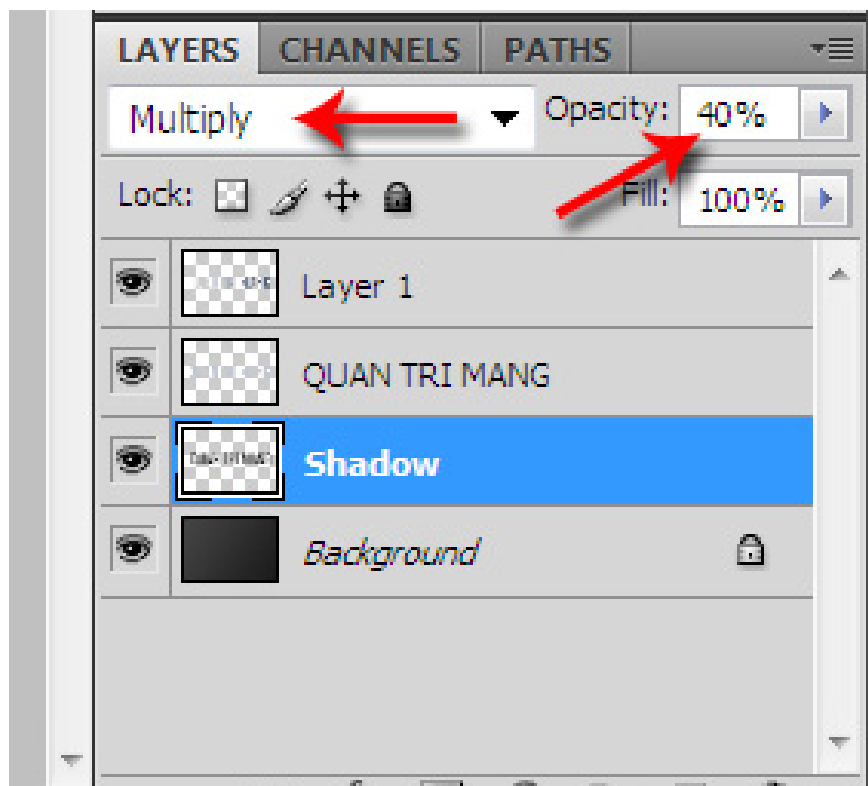 LAYERS CHANNELS PATHS
Multiply Opacity: 40%
Lock: Fill: 100%
Layer 1
QUAN TRI MANG
Shadow
Background